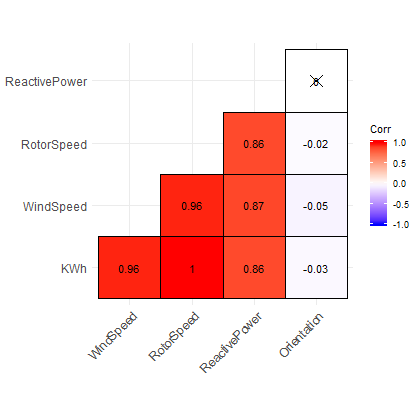 ReactivePower 0
RotorSpeed 0.86 -0.02
WindSpeed 0.96 0.87 -0.05
KWh 0.96 1 0.86 -0.03
WindSpeed RotorSpeed ReactivePower Orientation
Corr
1.0
0.5
0.0
-0.5
-1.0